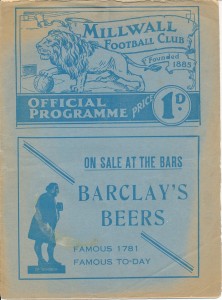 MILLWALL
FOOTBALL CLUB
FOUNDED
1885
OFFICIAL
PROGRAMME
PRICE
1D.
ON SALE AT THE BARS
BARCLAY'S
BEERS
FAMOUS 1781
FAMOUS TO-DAY